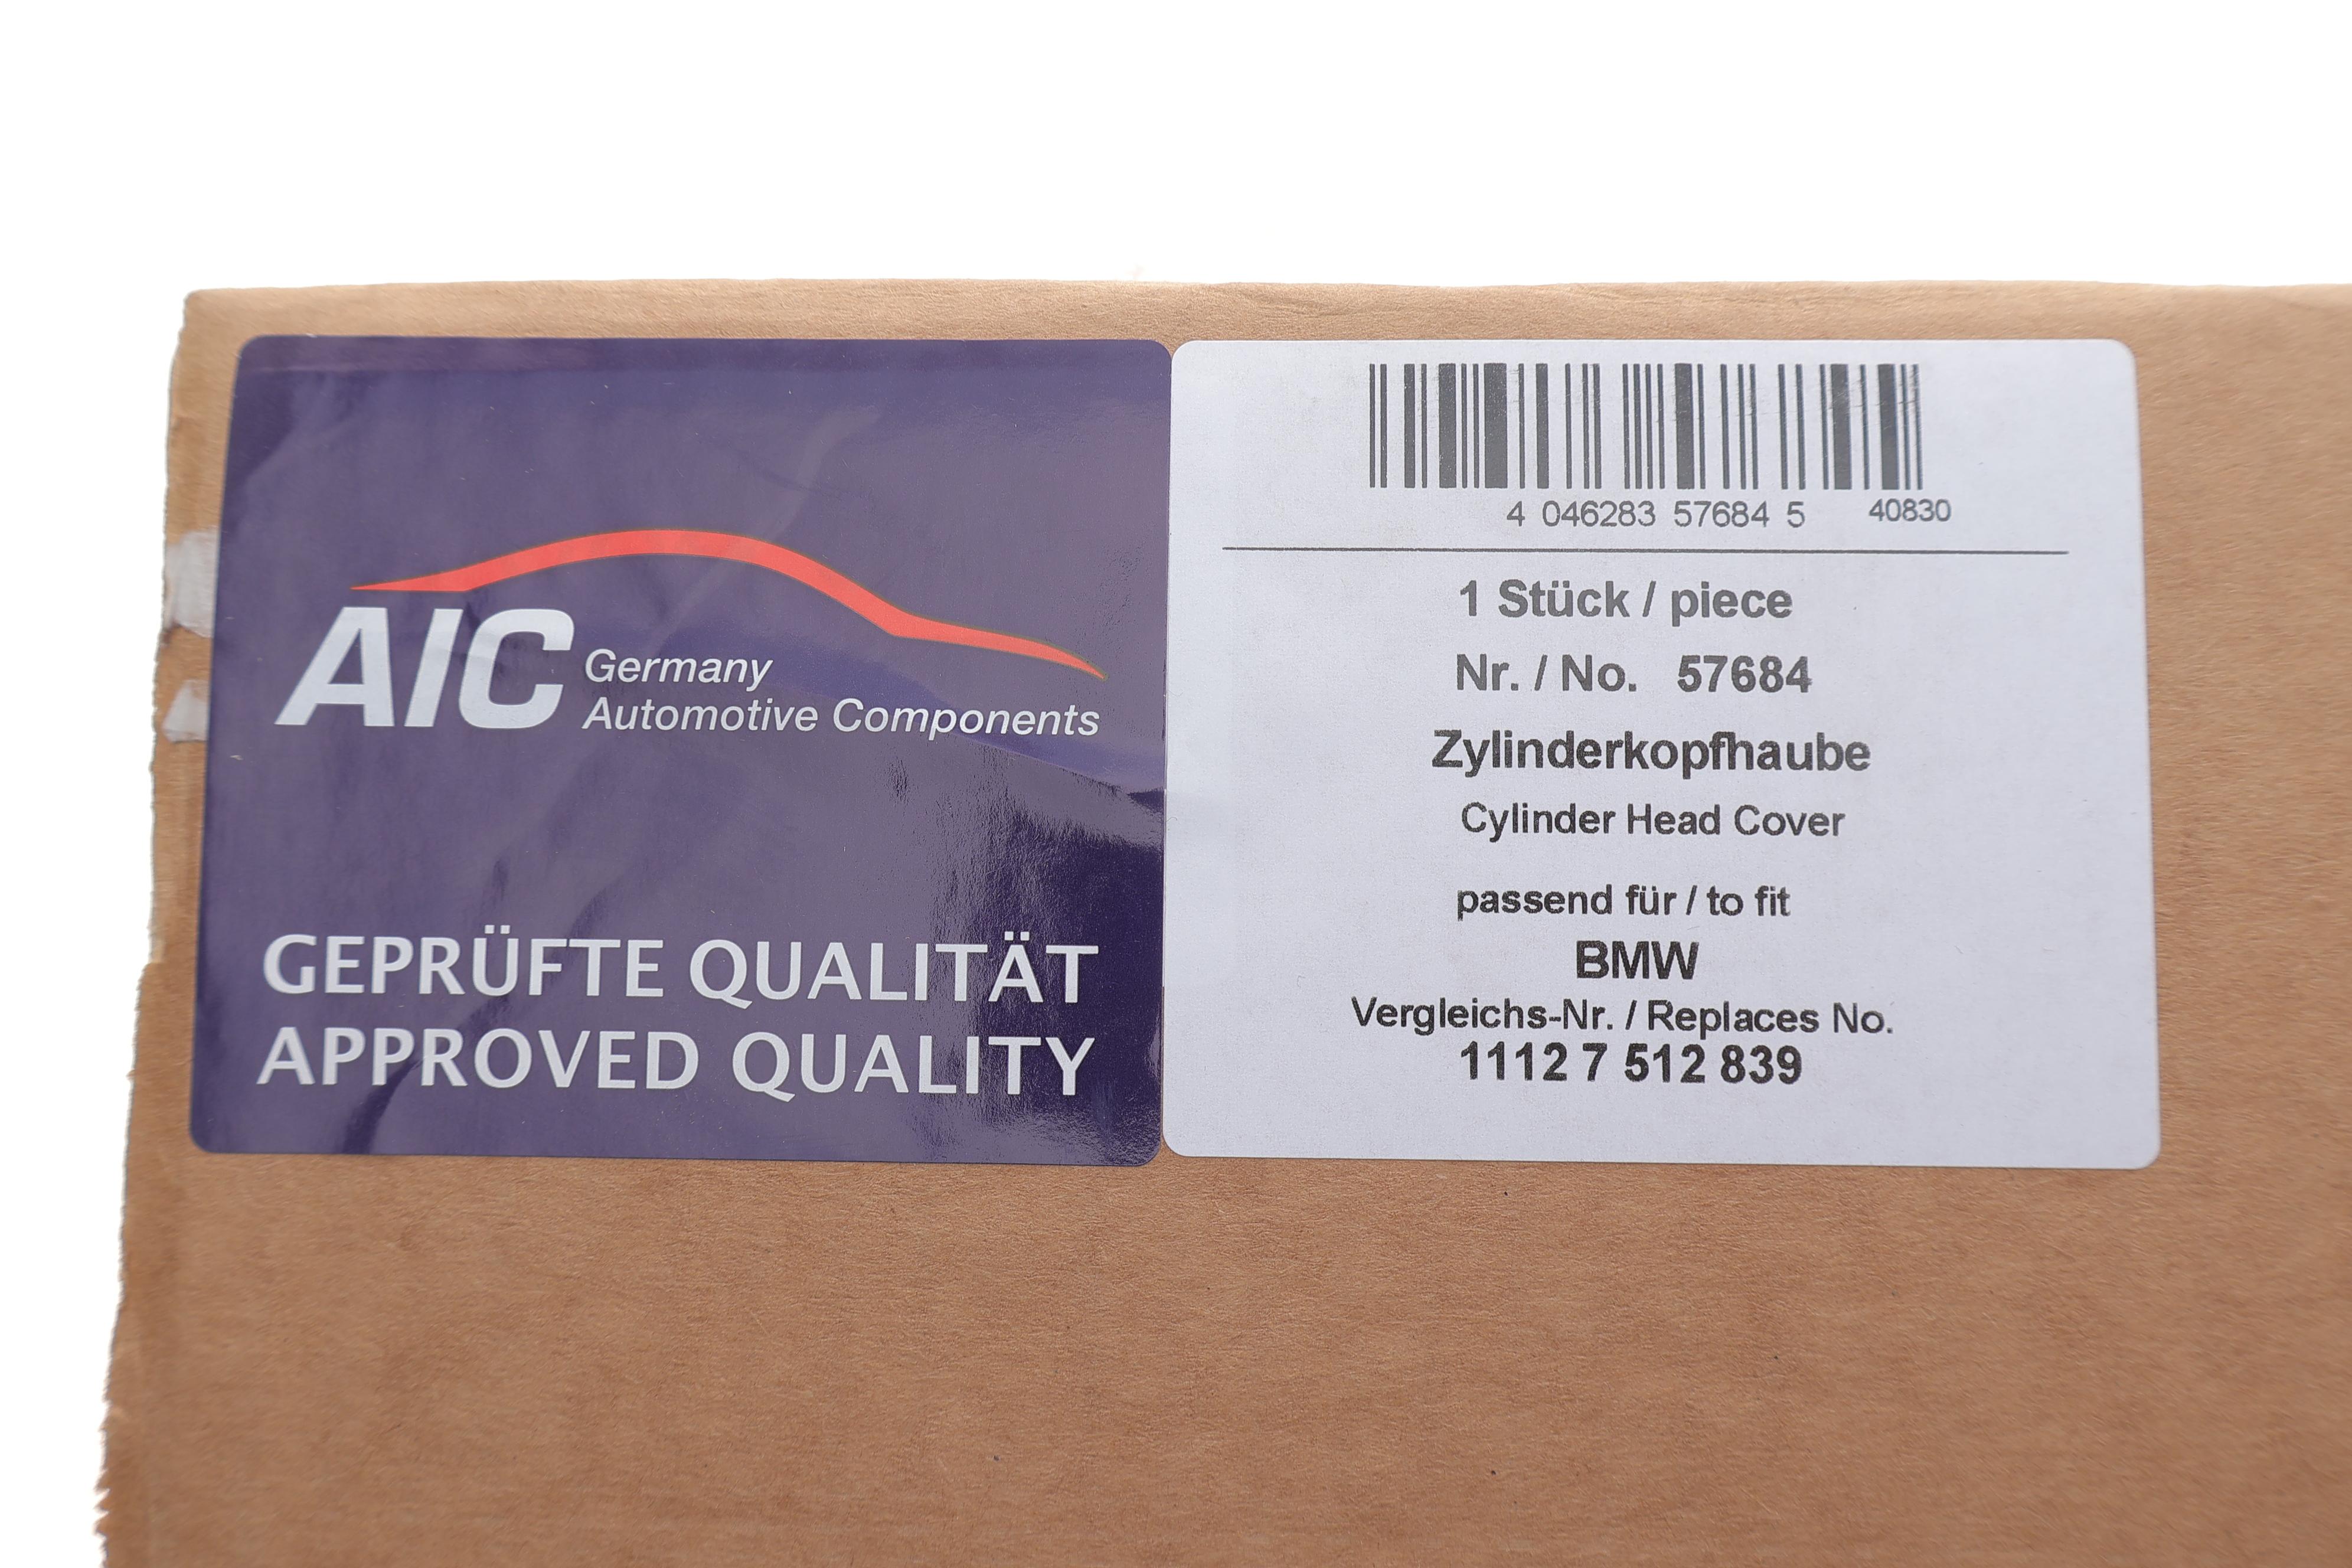 AIC Germany
Automotive Components
GEPRÜFTE QUALITÄT
APPROVED QUALITY
4 046283 57684 5 40830
1 Stück / piece
Nr. / No. 57684
Zylinderkopfhaube
Cylinder Head Cover
passend für / to fit
BMW
Vergleichs-Nr. / Replaces No.
1112 7 512 839